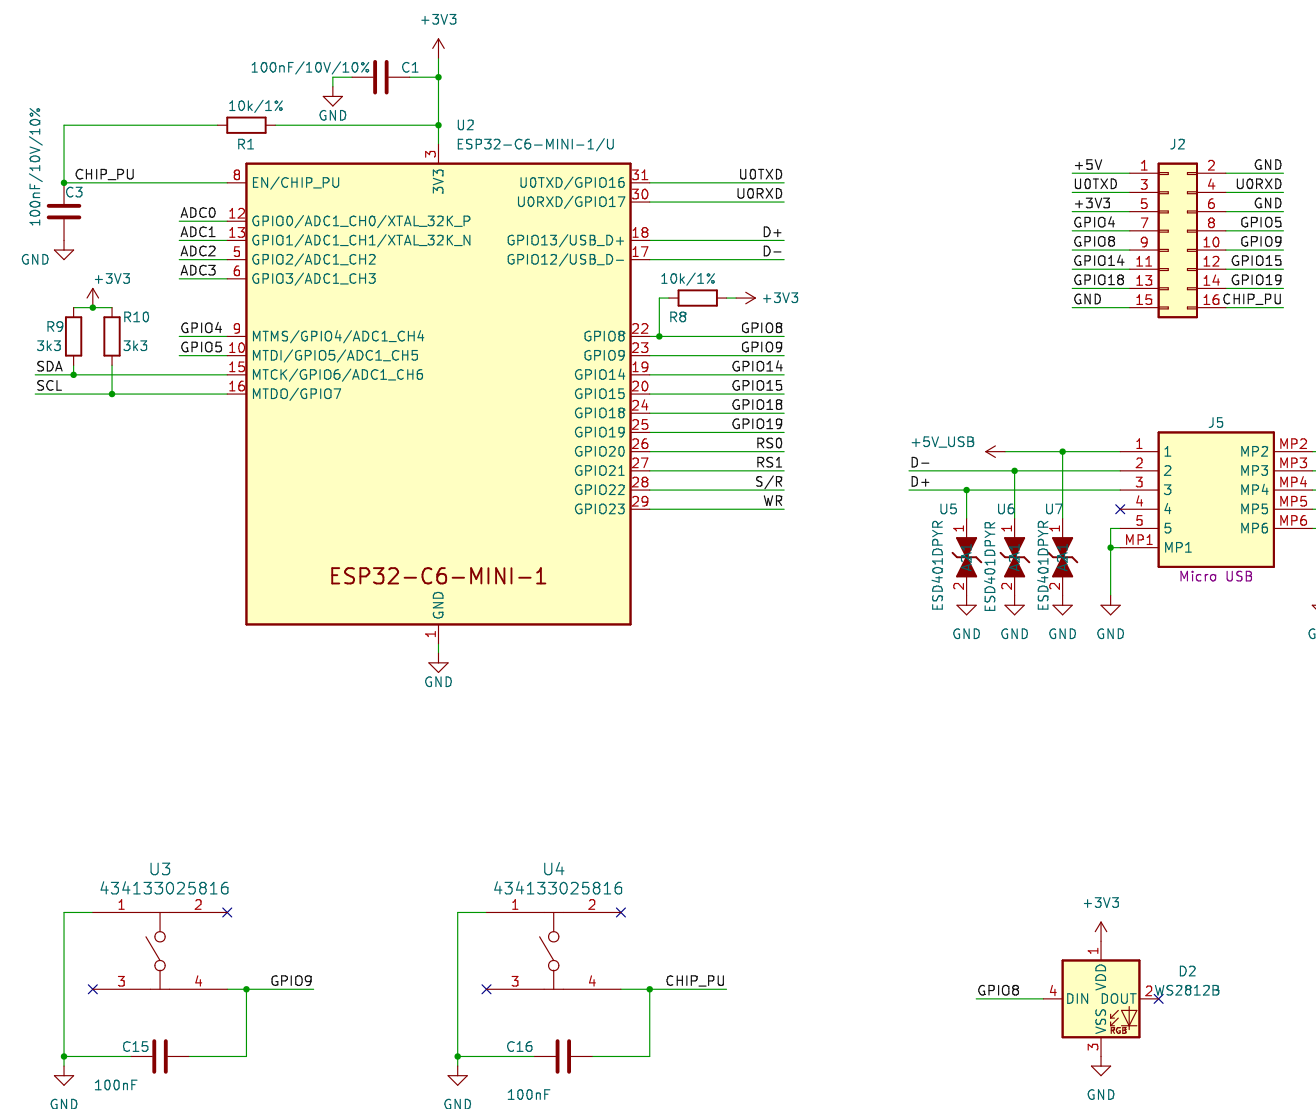 +3V3
100nF/10V/10%
C1
GND
10k/1%
R1
100nF/10V/10%
CHIP_PU
C3
GND
U2
ESP32-C6-MINI-1/U
3
3V3
8
EN/CHIP_PU
ADC0
12
GPIO0/ADC1_CH0/XTAL_32K_P
ADC1
13
GPIO1/ADC1_CH1/XTAL_32K_N
ADC2
5
GPIO2/ADC1_CH2
ADC3
6
GPIO3/ADC1_CH3
+3V3
R9
3k3
R10
3k3
GPIO4
9
MTMS/GPIO4/ADC1_CH4
GPIO5
10
MTDI/GPIO5/ADC1_CH5
SDA
15
MTCK/GPIO6/ADC1_CH6
SCL
16
MTDO/GPIO7
U0TXD/GPIO16
31
U0TXD
U0RXD/GPIO17
30
U0RXD
GPIO13/USB_D+
18
D+
GPIO12/USB_D-
17
D-
10k/1%
+3V3
R8
GPIO8
22
GPIO8
GPIO9
23
GPIO9
GPIO14
19
GPIO14
GPIO15
20
GPIO15
GPIO18
24
GPIO18
GPIO19
25
GPIO19
GPIO20
26
RS0
GPIO21
27
RS1
GPIO22
28
S/R
GPIO23
29
WR
ESP32-C6-MINI-1
GND
1
GND
J2
+5V 1 2 GND
U0TXD 3 4 U0RXD
+3V3 5 6 GND
GPIO4 7 8 GPIO5
GPIO8 9 10 GPIO9
GPIO14 11 12 GPIO15
GPIO18 13 14 GPIO19
GND 15 16 CHIP_PU
J5
+5V_USB
1 1 MP2 MP2
D- 2 2 MP3 MP3
D+ 3 3 MP4 MP4
4 4 MP5 MP5
5 5 MP6 MP6
MP1 MP1
Micro USB
U5
ESD401DPYR
1
2
GND
U6
ESD401DPYR
1
2
GND
U7
ESD401DPYR
1
2
GND
GND
U3
434133025816
1 2
3 4
GPIO9
C15
100nF
GND
U4
434133025816
1 2
3 4
CHIP_PU
C16
100nF
GND
+3V3
1
VDD
D2
WS2812B
GPIO8
4
DIN
DOUT
2
VSS
RGB
3
GND